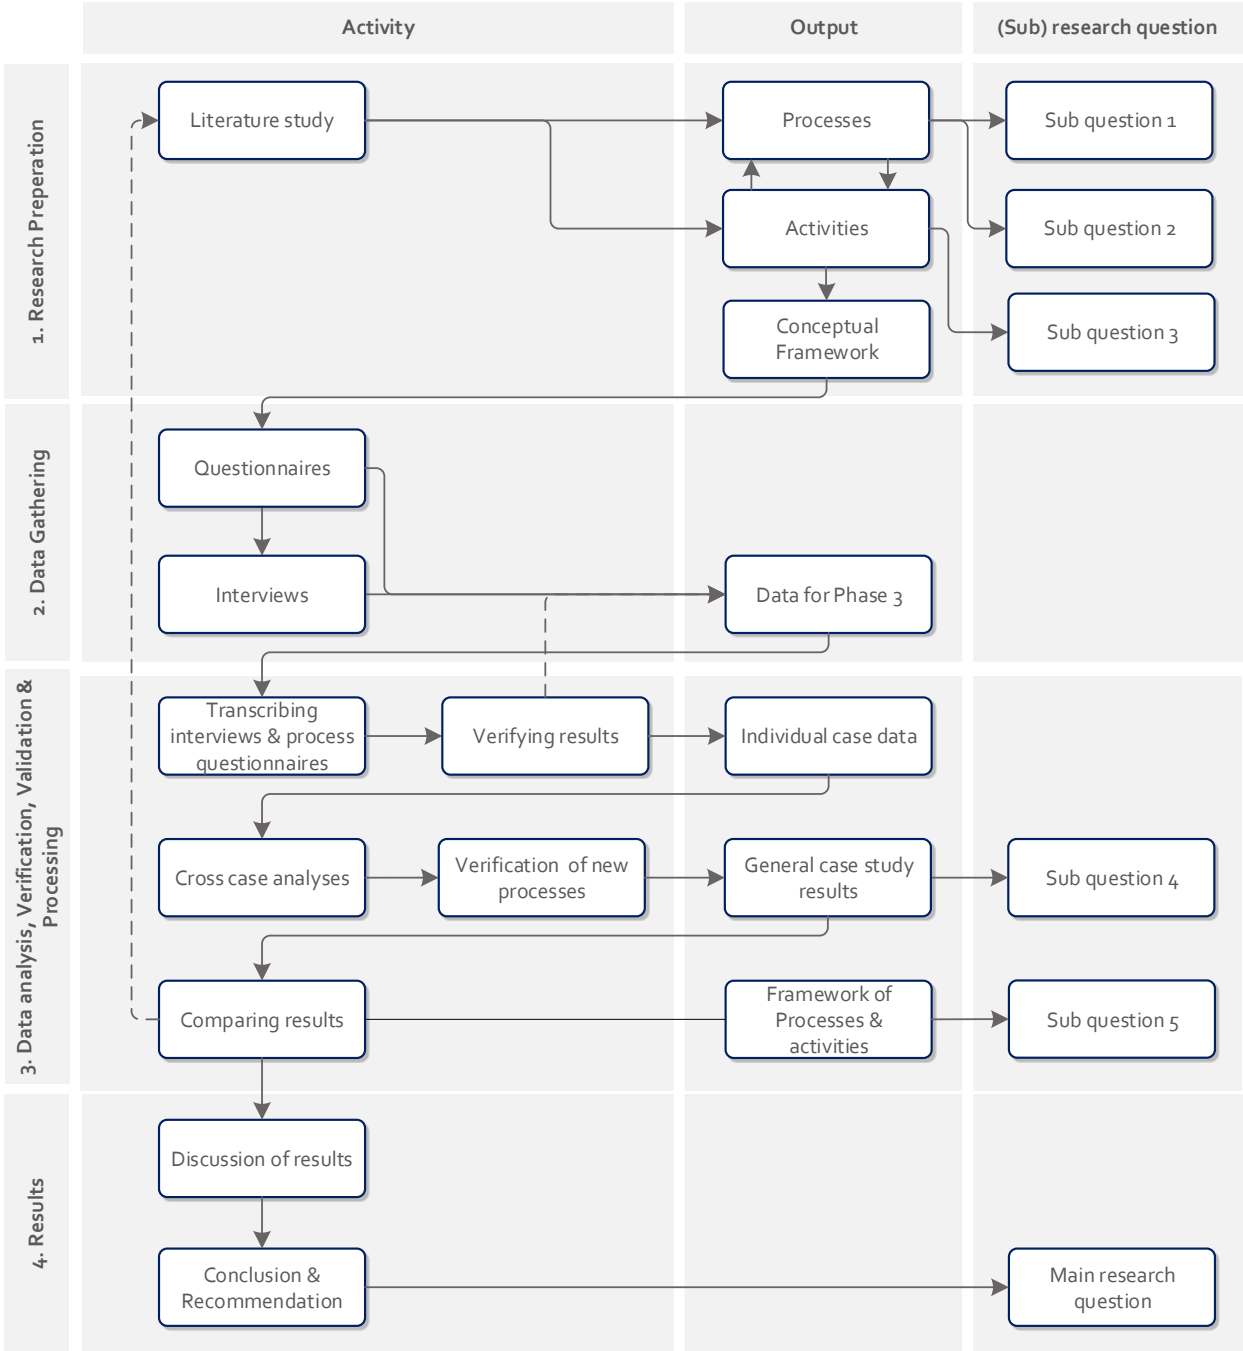 Activity
Output
(Sub) research question
1. Research Preperation
Literature study
Processes
Sub question 1
Activities
Sub question 2
Conceptual
Framework
Sub question 3
2. Data Gathering
Questionnaires
Interviews
Data for Phase 3
3. Data analysis, Verification, Validation &
Processing
Transcribing
interviews & process
questionnaires
Verifying results
Individual case data
Cross case analyses
Verification of new
processes
General case study
results
Sub question 4
Comparing results
Framework of
Processes &
activities
Sub question 5
4. Results
Discussion of results
Conclusion &
Recommendation
Main research
question